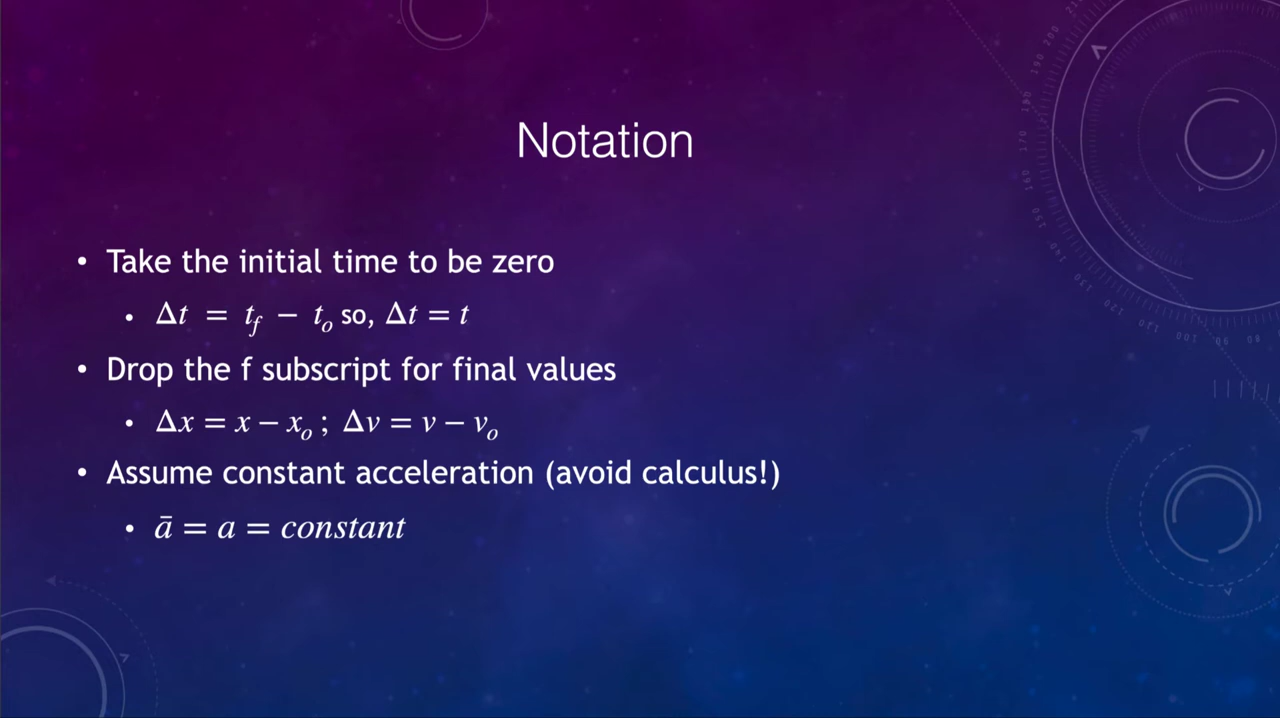 Notation
• Take the initial time to be zero
• Δt = t_f − t_o so, Δt = t
• Drop the f subscript for final values
• Δx = x − x_o ; Δv = v − v_o
• Assume constant acceleration (avoid calculus!)
• ā = a = constant